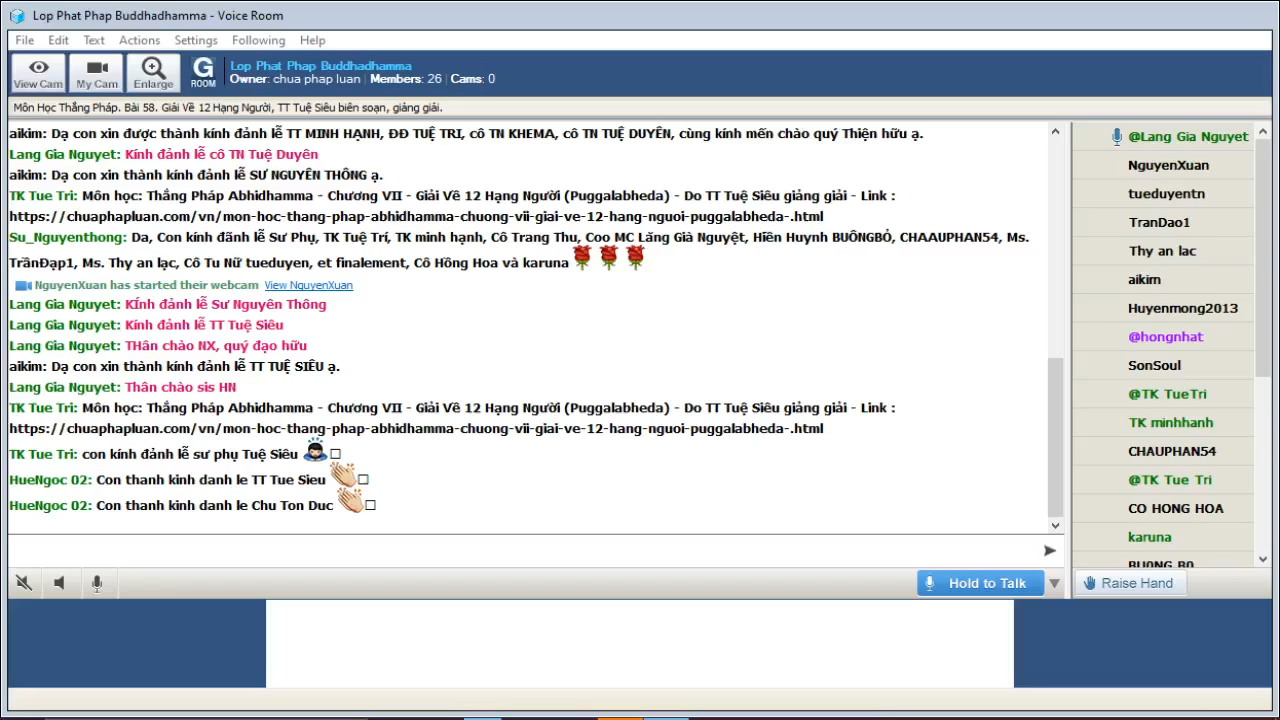 Lop Phat Phap Buddhadhamma - Voice Room
File Edit Text Actions Settings Following Help
View Cam My Cam Enlarge G ROOM
Lop Phat Phap Buddhadhamma
Owner: chua phap luan | Members: 26 | Cams: 0
Môn Học Thắng Pháp. Bài 58. Giải Về 12 Hạng Người, TT Tuệ Siêu biên soạn, giảng giải.
aikim: Dạ con xin được thành kính đảnh lễ TT MINH HẠNH, ĐĐ TUỆ TRI, cô TN KHEMA, cô TN TUỆ DUYÊN, cùng kính mến chào quý Thiện hữu ạ.
Lang Gia Nguyet: Kính đảnh lễ cô TN Tuệ Duyên
aikim: Dạ con xin thành kính đảnh lễ SƯ NGUYÊN THÔNG ạ.
TK Tue Tri: Môn học: Thắng Pháp Abhidhamma - Chương VII - Giải Về 12 Hạng Người (Puggalabheda) - Do TT Tuệ Siêu giảng giải - Link :
https://chuaphapluan.com/vn/mon-hoc-thang-phap-abhidhamma-chuong-vii-giai-ve-12-hang-nguoi-puggalabheda-.html
Su_Nguyenthong: Da, Con kính đãnh lễ Sư Phụ, TK Tuệ Trí, TK minh hạnh, Cô Trang Thu, Coo MC Lăng Già Nguyệt, Hiền Huynh BUÔNGBỎ, CHAAUPHAN54, Ms.
TrầnĐạp1, Ms. Thy an lạc, Cô Tu Nữ tueduyen, et finalement, Cô Hồng Hoa và karuna
NguyenXuan has started their webcam View NguyenXuan
Lang Gia Nguyet: KÍnh đảnh lễ Sư Nguyên Thông
Lang Gia Nguyet: Kính đảnh lễ TT Tuệ Siêu
Lang Gia Nguyet: THân chào NX, quý đạo hữu
aikim: Dạ con xin thành kính đảnh lễ TT TUỆ SIÊU ạ.
Lang Gia Nguyet: Thân chào sis HN
TK Tue Tri: Môn học: Thắng Pháp Abhidhamma - Chương VII - Giải Về 12 Hạng Người (Puggalabheda) - Do TT Tuệ Siêu giảng giải - Link :
https://chuaphapluan.com/vn/mon-hoc-thang-phap-abhidhamma-chuong-vii-giai-ve-12-hang-nguoi-puggalabheda-.html
TK Tue Tri: con kính đảnh lễ sư phụ Tuệ Siêu
HueNgoc 02: Con thanh kinh danh le TT Tue Sieu
HueNgoc 02: Con thanh kinh danh le Chu Ton Duc
Hold to Talk
@Lang Gia Nguyet
NguyenXuan
tueduyentn
TranDao1
Thy an lac
aikim
Huyenmong2013
@hongnhat
SonSoul
@TK TueTri
TK minhhanh
CHAUPHAN54
@TK Tue Tri
CO HONG HOA
karuna
BU0NG B0
Raise Hand